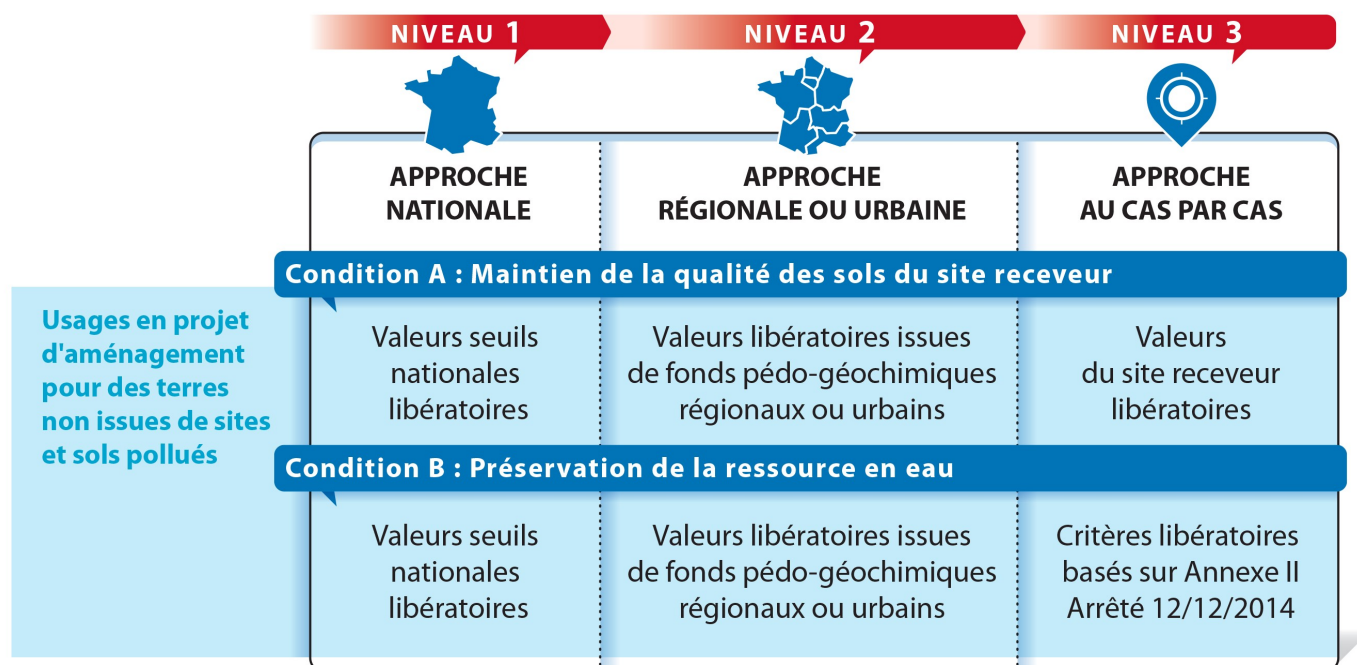 NIVEAU 1
NIVEAU 2
NIVEAU 3
APPROCHE
NATIONALE
APPROCHE
RÉGIONALE OU URBAINE
APPROCHE
AU CAS PAR CAS
Condition A : Maintien de la qualité des sols du site receveur
Usages en projet
d'aménagement
pour des terres
non issues de sites
et sols pollués
Valeurs seuils
nationales
libératoires
Valeurs libératoires issues
de fonds pédo-géochimiques
régionaux ou urbains
Valeurs
du site receveur
libératoires
Condition B : Préservation de la ressource en eau
Valeurs seuils
nationales
libératoires
Valeurs libératoires issues
de fonds pédo-géochimiques
régionaux ou urbains
Critères libératoires
basés sur Annexe II
Arrêté 12/12/2014